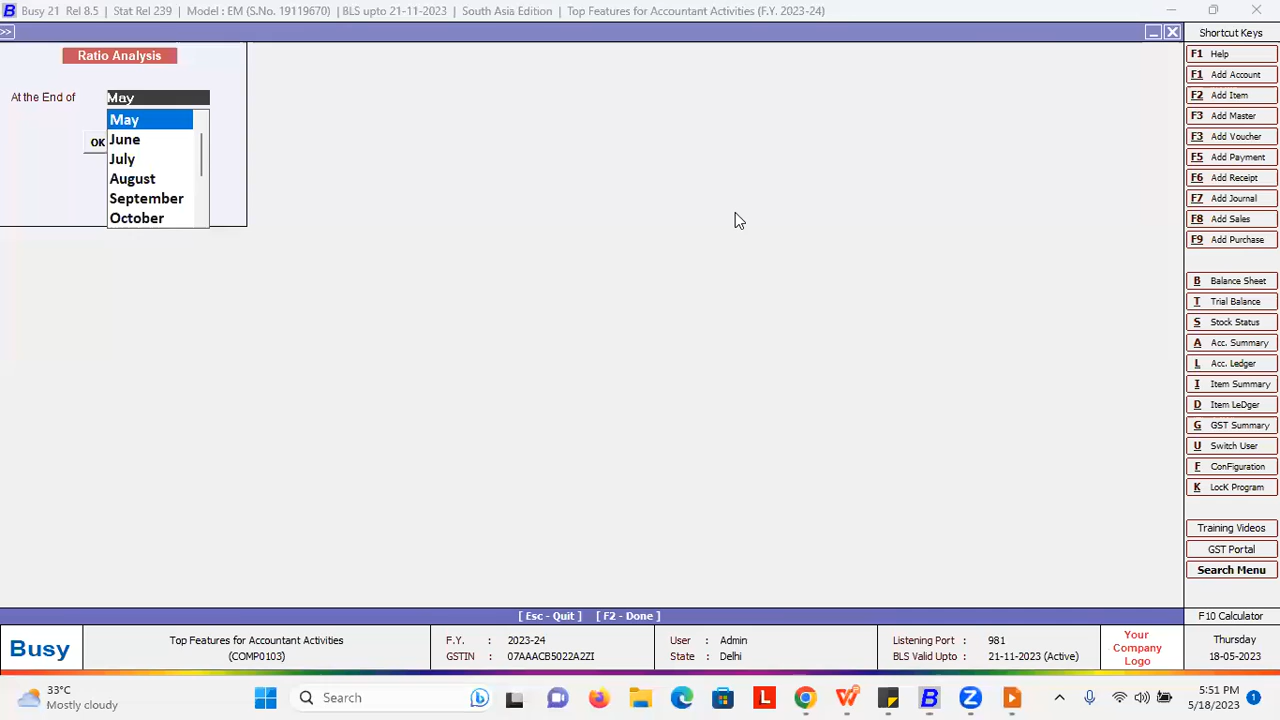 Busy 21 Rel 8.5 | Stat Rel 239 | Model : EM (S.No. 19119670) | BLS upto 21-11-2023 | South Asia Edition | Top Features for Accountant Activities (F.Y. 2023-24)
>>
Shortcut Keys
Ratio Analysis
At the End of May
May
June
July
August
September
October
OK
F1 Help
F1 Add Account
F2 Add Item
F3 Add Master
F3 Add Voucher
F5 Add Payment
F6 Add Receipt
F7 Add Journal
F8 Add Sales
F9 Add Purchase
B Balance Sheet
T Trial Balance
S Stock Status
A Acc. Summary
L Acc. Ledger
I Item Summary
D Item LeDger
G GST Summary
U Switch User
F ConFiguration
K LocK Program
Training Videos
GST Portal
Search Menu
[ Esc - Quit ] [ F2 - Done ]
F10 Calculator
Busy
Top Features for Accountant Activities
(COMP0103)
F.Y. : 2023-24
GSTIN : 07AAACB5022A2ZI
User : Admin
State : Delhi
Listening Port : 981
BLS Valid Upto : 21-11-2023 (Active)
Your
Company
Logo
Thursday
18-05-2023
33°C
Mostly cloudy
Search
5:51 PM
5/18/2023
1